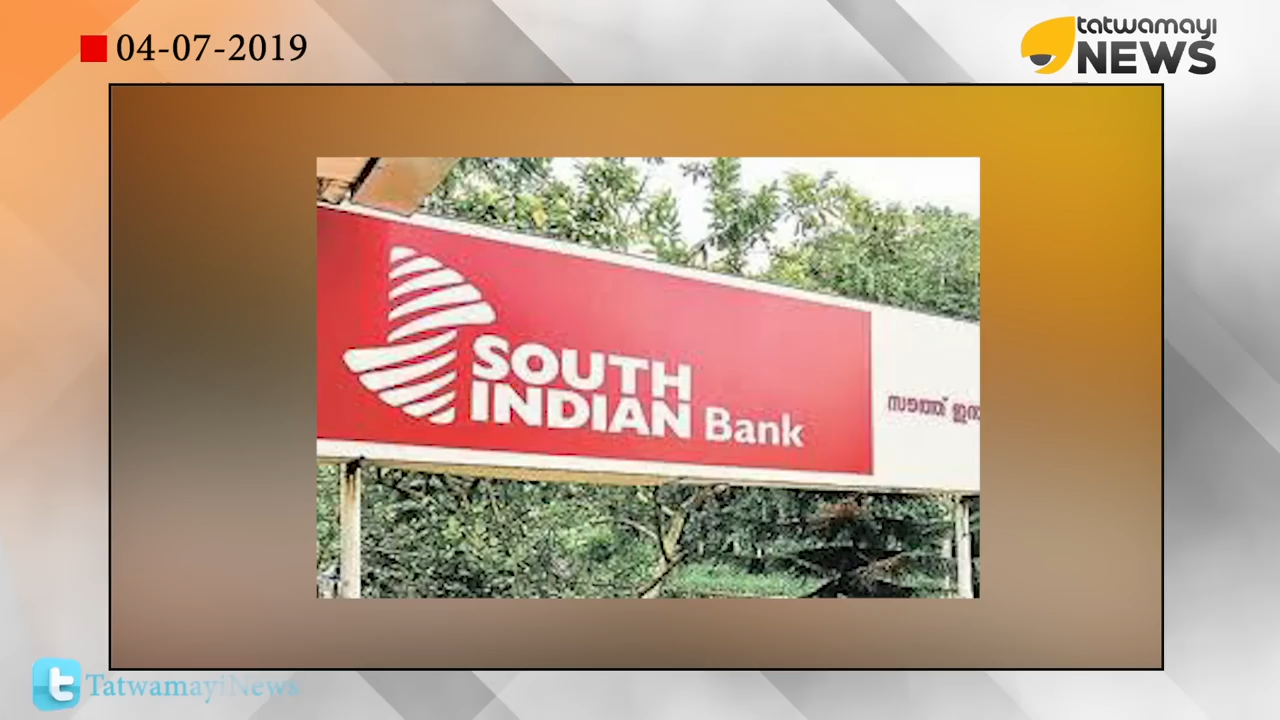 04-07-2019
tatwamayi
NEWS
SOUTH
INDIAN Bank
സൗത്ത്
TatwamayiNews